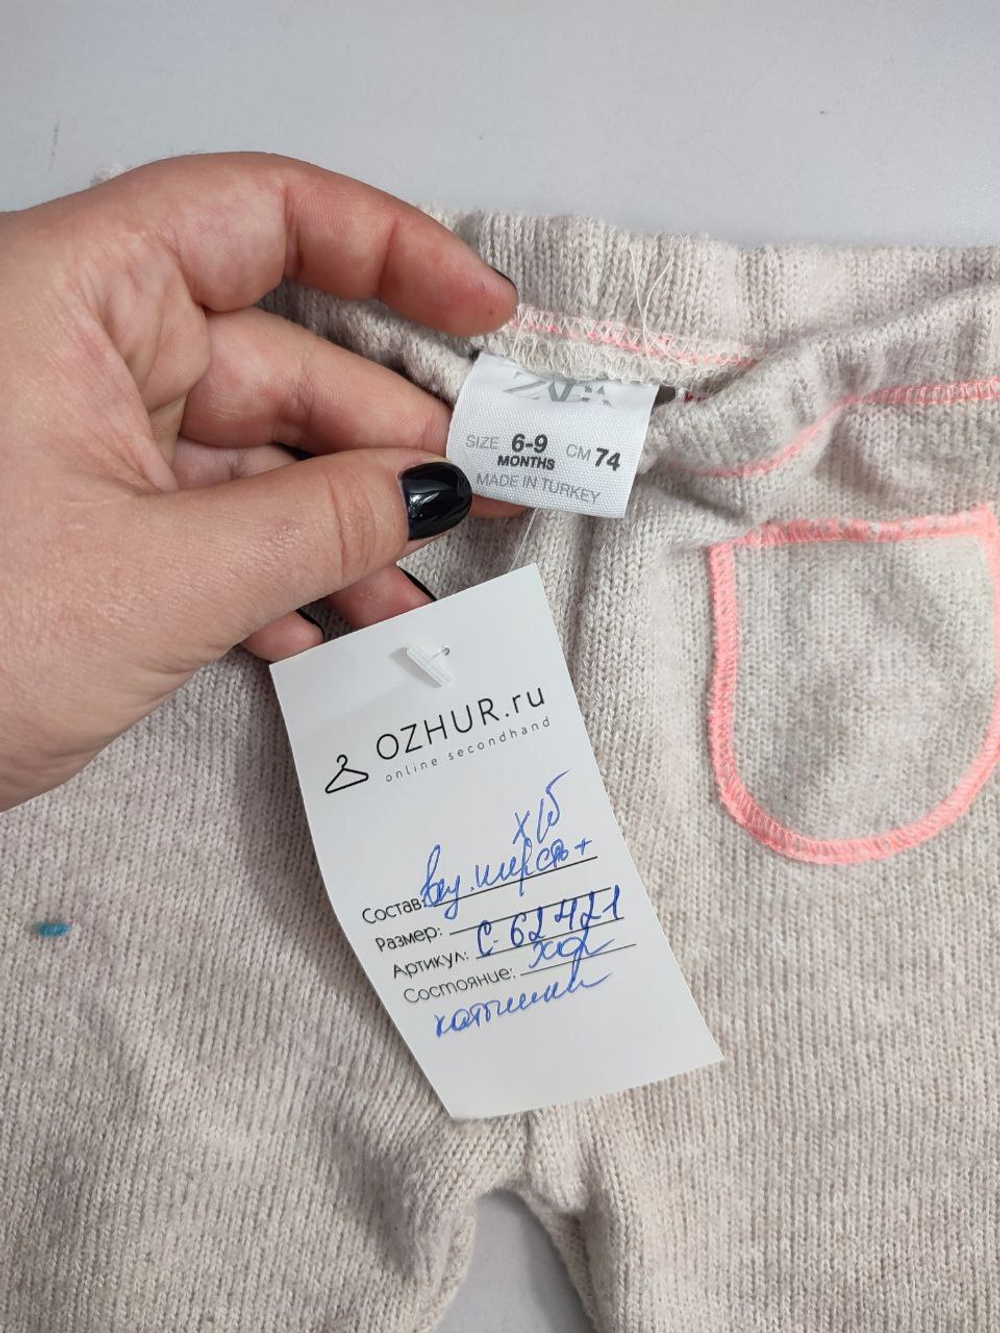 ZARA
SIZE 6-9 MONTHS CM 74
MADE IN TURKEY
OZHUR.ru
online secondhand
х/б
Состав: виз. шерсть +
Размер:
Артикул: С-62421
Состояние: хор
катышки